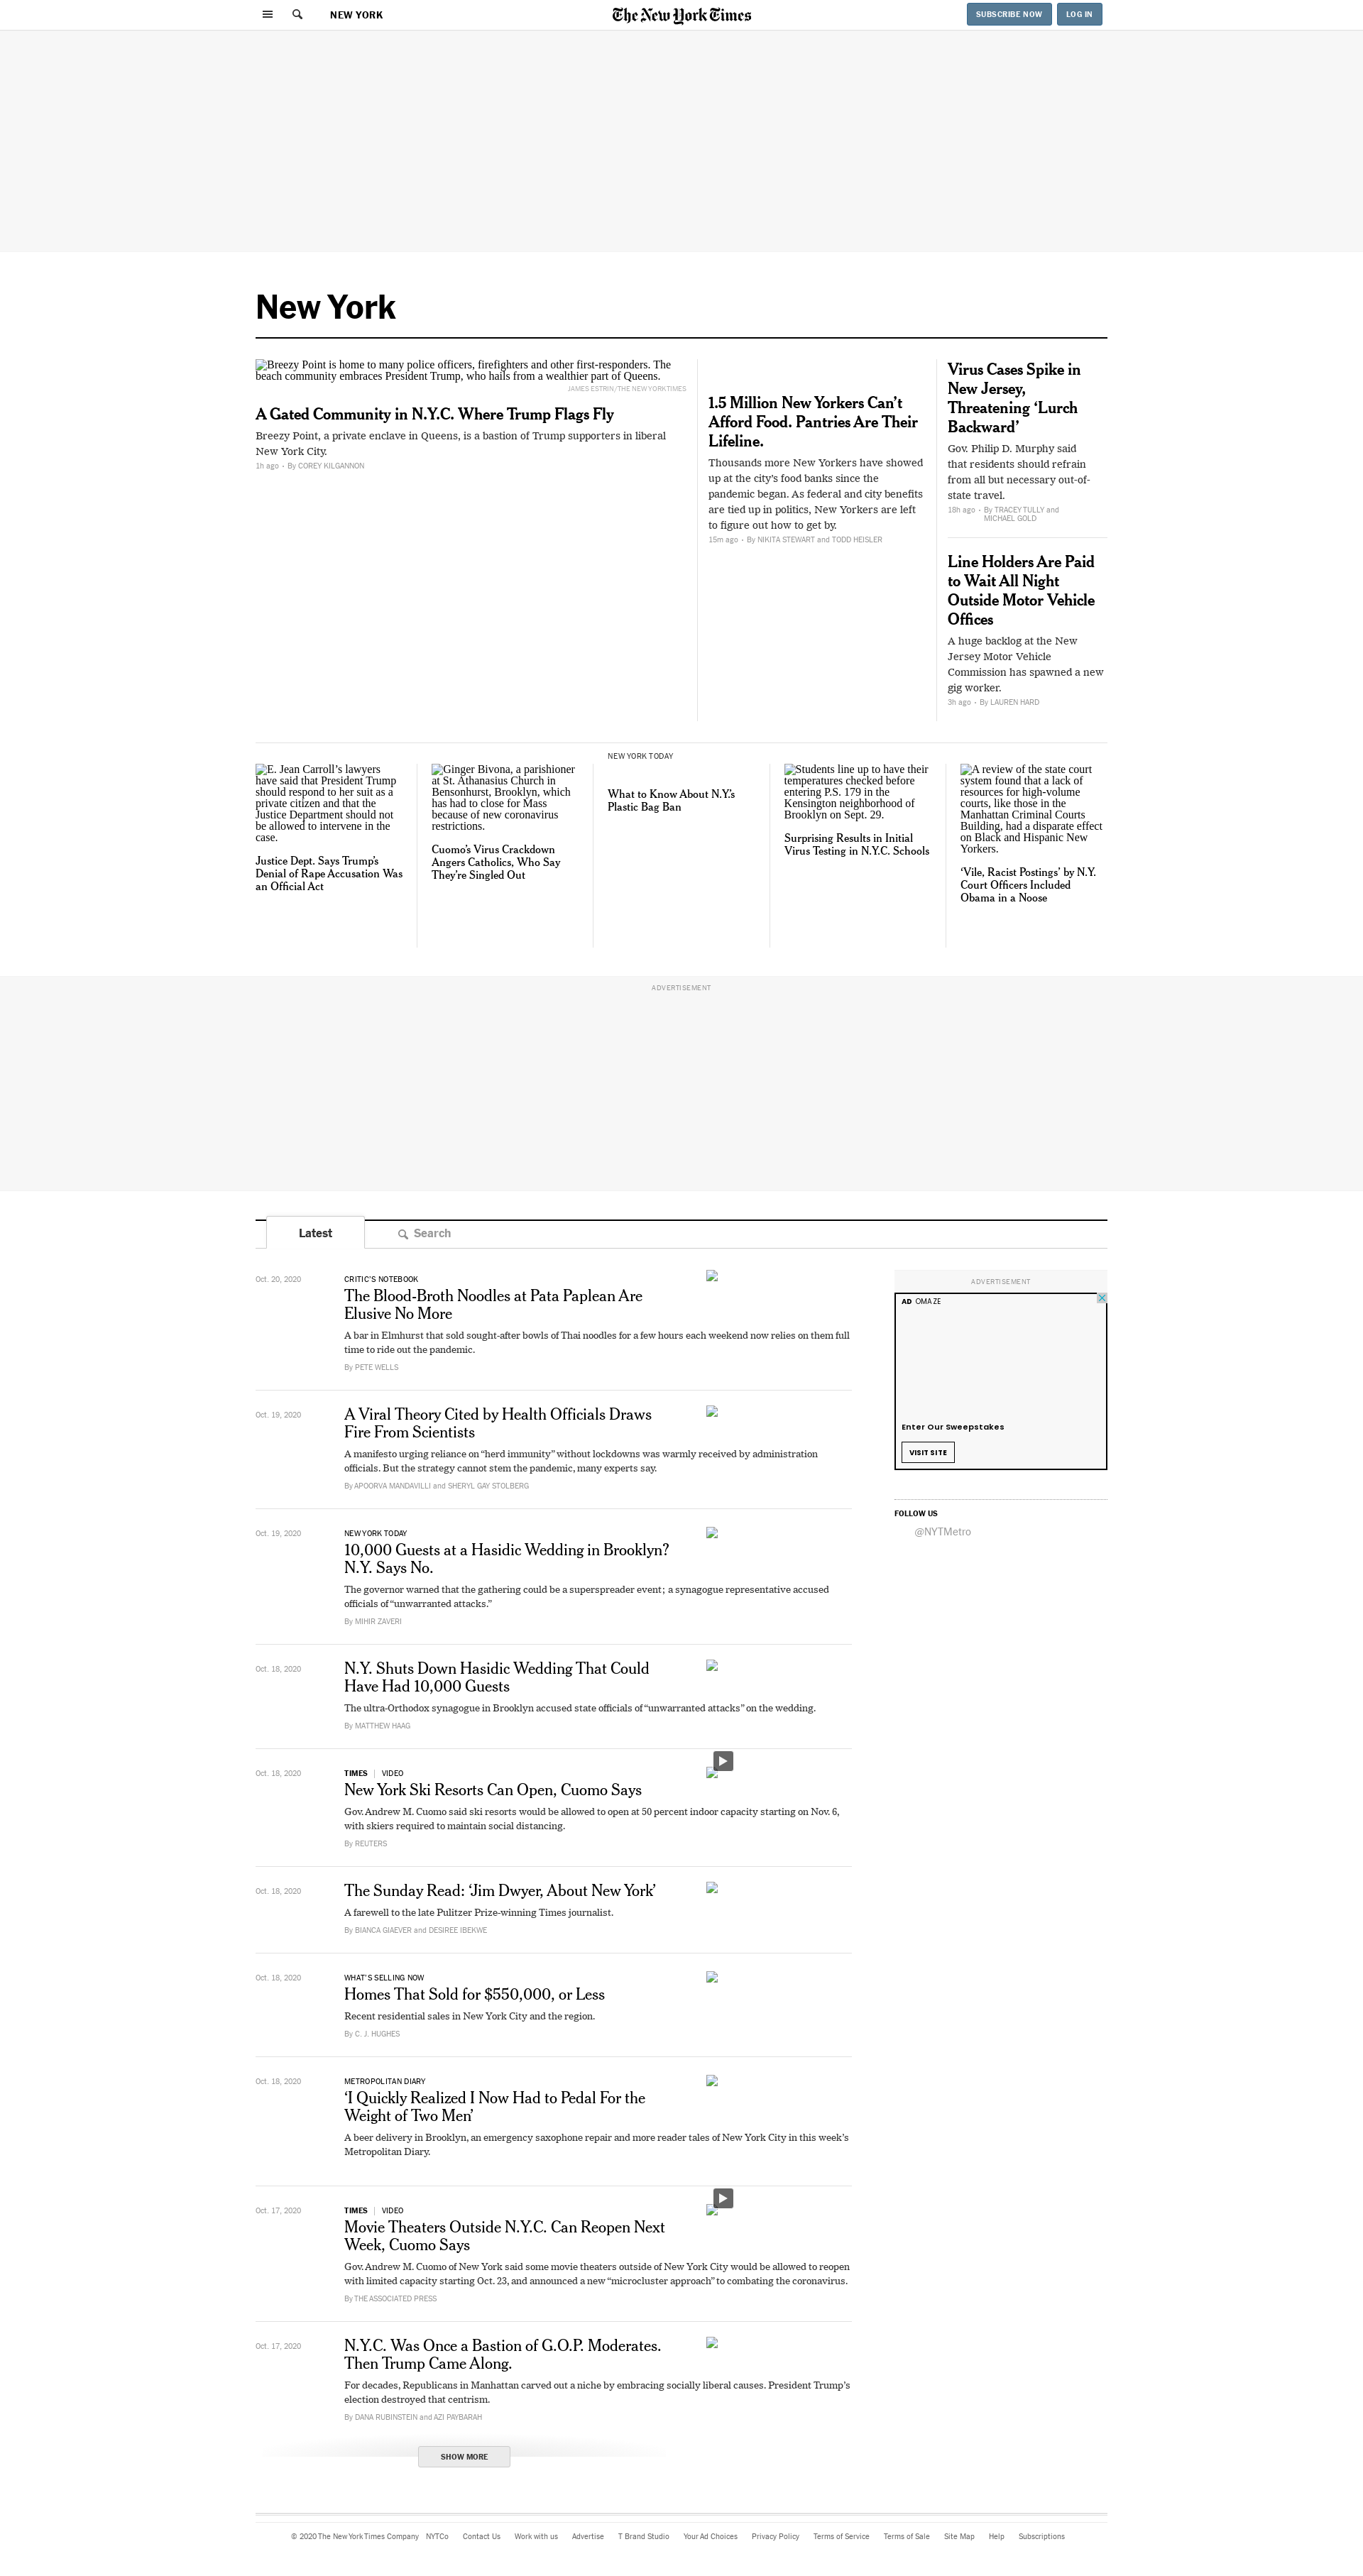 NEW YORK
The New York Times
SUBSCRIBE NOW
LOG IN
New York
Breezy Point is home to many police officers, firefighters and other first-responders. The
beach community embraces President Trump, who hails from a wealthier part of Queens.
JAMES ESTRIN/THE NEW YORK TIMES
A Gated Community in N.Y.C. Where Trump Flags Fly
Breezy Point, a private enclave in Queens, is a bastion of Trump supporters in liberal
New York City.
1h ago • By COREY KILGANNON
1.5 Million New Yorkers Can’t
Afford Food. Pantries Are Their
Lifeline.
Thousands more New Yorkers have showed
up at the city’s food banks since the
pandemic began. As federal and city benefits
are tied up in politics, New Yorkers are left
to figure out how to get by.
15m ago • By NIKITA STEWART and TODD HEISLER
Virus Cases Spike in
New Jersey,
Threatening ‘Lurch
Backward’
Gov. Philip D. Murphy said
that residents should refrain
from all but necessary out-of-
state travel.
18h ago • By TRACEY TULLY and
MICHAEL GOLD
Line Holders Are Paid
to Wait All Night
Outside Motor Vehicle
Offices
A huge backlog at the New
Jersey Motor Vehicle
Commission has spawned a new
gig worker.
3h ago • By LAUREN HARD
E. Jean Carroll’s lawyers
have said that President Trump
should respond to her suit as a
private citizen and that the
Justice Department should not
be allowed to intervene in the
case.
Justice Dept. Says Trump’s
Denial of Rape Accusation Was
an Official Act
Ginger Bivona, a parishioner
at St. Athanasius Church in
Bensonhurst, Brooklyn, which
has had to close for Mass
because of new coronavirus
restrictions.
Cuomo’s Virus Crackdown
Angers Catholics, Who Say
They’re Singled Out
NEW YORK TODAY
What to Know About N.Y.’s
Plastic Bag Ban
Students line up to have their
temperatures checked before
entering P.S. 179 in the
Kensington neighborhood of
Brooklyn on Sept. 29.
Surprising Results in Initial
Virus Testing in N.Y.C. Schools
A review of the state court
system found that a lack of
resources for high-volume
courts, like those in the
Manhattan Criminal Courts
Building, had a disparate effect
on Black and Hispanic New
Yorkers.
‘Vile, Racist Postings’ by N.Y.
Court Officers Included
Obama in a Noose
ADVERTISEMENT
Latest
Search
Oct. 20, 2020
CRITIC’S NOTEBOOK
The Blood-Broth Noodles at Pata Paplean Are
Elusive No More
A bar in Elmhurst that sold sought-after bowls of Thai noodles for a few hours each weekend now relies on them full
time to ride out the pandemic.
By PETE WELLS
Oct. 19, 2020
A Viral Theory Cited by Health Officials Draws
Fire From Scientists
A manifesto urging reliance on “herd immunity” without lockdowns was warmly received by administration
officials. But the strategy cannot stem the pandemic, many experts say.
By APOORVA MANDAVILLI and SHERYL GAY STOLBERG
Oct. 19, 2020
NEW YORK TODAY
10,000 Guests at a Hasidic Wedding in Brooklyn?
N.Y. Says No.
The governor warned that the gathering could be a superspreader event; a synagogue representative accused
officials of “unwarranted attacks.”
By MIHIR ZAVERI
Oct. 18, 2020
N.Y. Shuts Down Hasidic Wedding That Could
Have Had 10,000 Guests
The ultra-Orthodox synagogue in Brooklyn accused state officials of “unwarranted attacks” on the wedding.
By MATTHEW HAAG
Oct. 18, 2020
TIMES | VIDEO
New York Ski Resorts Can Open, Cuomo Says
Gov. Andrew M. Cuomo said ski resorts would be allowed to open at 50 percent indoor capacity starting on Nov. 6,
with skiers required to maintain social distancing.
By REUTERS
Oct. 18, 2020
The Sunday Read: ‘Jim Dwyer, About New York’
A farewell to the late Pulitzer Prize-winning Times journalist.
By BIANCA GIAEVER and DESIREE IBEKWE
Oct. 18, 2020
WHAT’S SELLING NOW
Homes That Sold for $550,000, or Less
Recent residential sales in New York City and the region.
By C. J. HUGHES
Oct. 18, 2020
METROPOLITAN DIARY
‘I Quickly Realized I Now Had to Pedal For the
Weight of Two Men’
A beer delivery in Brooklyn, an emergency saxophone repair and more reader tales of New York City in this week’s
Metropolitan Diary.
Oct. 17, 2020
TIMES | VIDEO
Movie Theaters Outside N.Y.C. Can Reopen Next
Week, Cuomo Says
Gov. Andrew M. Cuomo of New York said some movie theaters outside of New York City would be allowed to reopen
with limited capacity starting Oct. 23, and announced a new “microcluster approach” to combating the coronavirus.
By THE ASSOCIATED PRESS
Oct. 17, 2020
N.Y.C. Was Once a Bastion of G.O.P. Moderates.
Then Trump Came Along.
For decades, Republicans in Manhattan carved out a niche by embracing socially liberal causes. President Trump’s
election destroyed that centrism.
By DANA RUBINSTEIN and AZI PAYBARAH
SHOW MORE
ADVERTISEMENT
AD OMAZE
Enter Our Sweepstakes
VISIT SITE
FOLLOW US
@NYTMetro
© 2020 The New York Times Company NYTCo Contact Us Work with us Advertise T Brand Studio Your Ad Choices Privacy Policy Terms of Service Terms of Sale Site Map Help Subscriptions